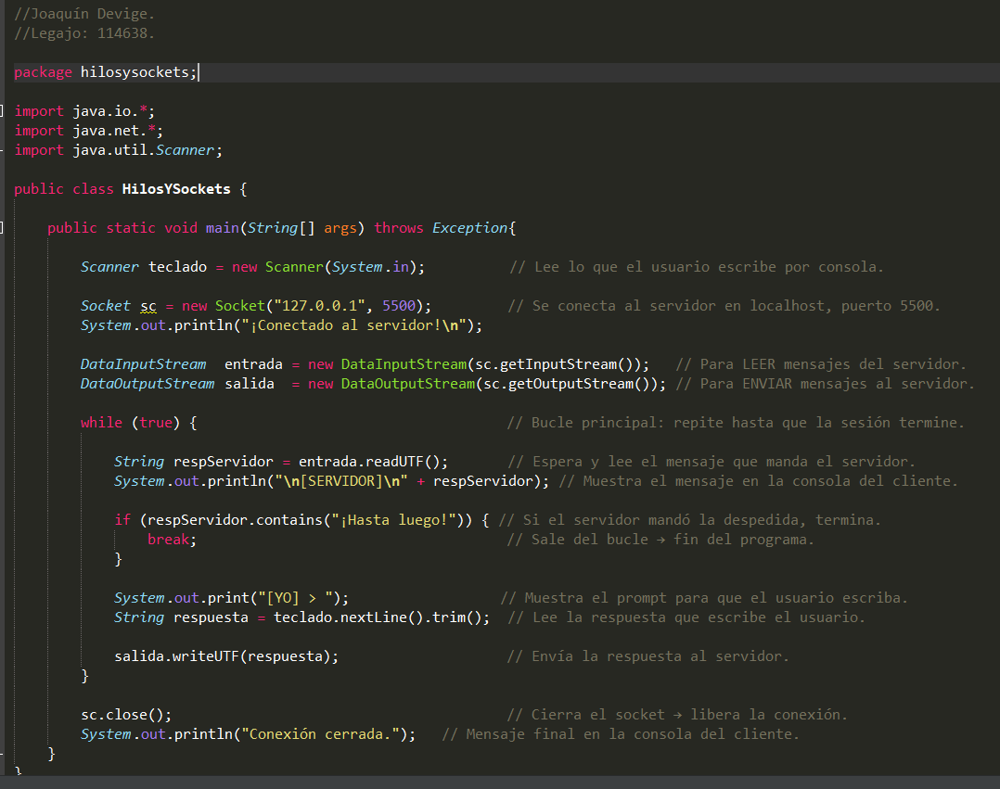 //Joaquín Devige.
//Legajo: 114638.
package hilosysockets;
import java.io.*;
import java.net.*;
import java.util.Scanner;
public class HilosYSockets {
public static void main(String[] args) throws Exception{
Scanner teclado = new Scanner(System.in); // Lee lo que el usuario escribe por consola.
Socket sc = new Socket("127.0.0.1", 5500); // Se conecta al servidor en localhost, puerto 5500.
System.out.println("¡Conectado al servidor!\n");
DataInputStream entrada = new DataInputStream(sc.getInputStream()); // Para LEER mensajes del servidor.
DataOutputStream salida = new DataOutputStream(sc.getOutputStream()); // Para ENVIAR mensajes al servidor.
while (true) { // Bucle principal: repite hasta que la sesión termine.
String respServidor = entrada.readUTF(); // Espera y lee el mensaje que manda el servidor.
System.out.println("\n[SERVIDOR]\n" + respServidor); // Muestra el mensaje en la consola del cliente.
if (respServidor.contains("¡Hasta luego!")) { // Si el servidor mandó la despedida, termina.
break; // Sale del bucle → fin del programa.
}
System.out.print("[YO] > "); // Muestra el prompt para que el usuario escriba.
String respuesta = teclado.nextLine().trim(); // Lee la respuesta que escribe el usuario.
salida.writeUTF(respuesta); // Envía la respuesta al servidor.
}
sc.close(); // Cierra el socket → libera la conexión.
System.out.println("Conexión cerrada."); // Mensaje final en la consola del cliente.
}
}